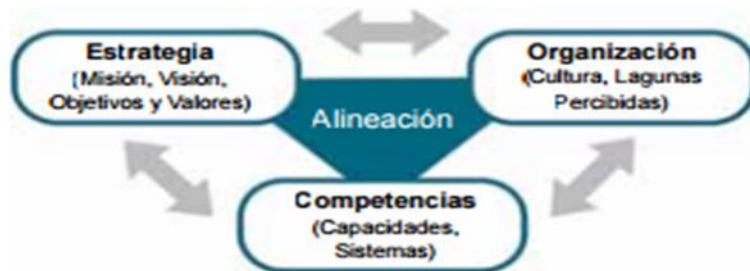 Estrategia
(Misión, Visión,
Objetivos y Valores)
Organización
(Cultura, Lagunas
Percibidas)
Alineación
Competencias
(Capacidades,
Sistemas)